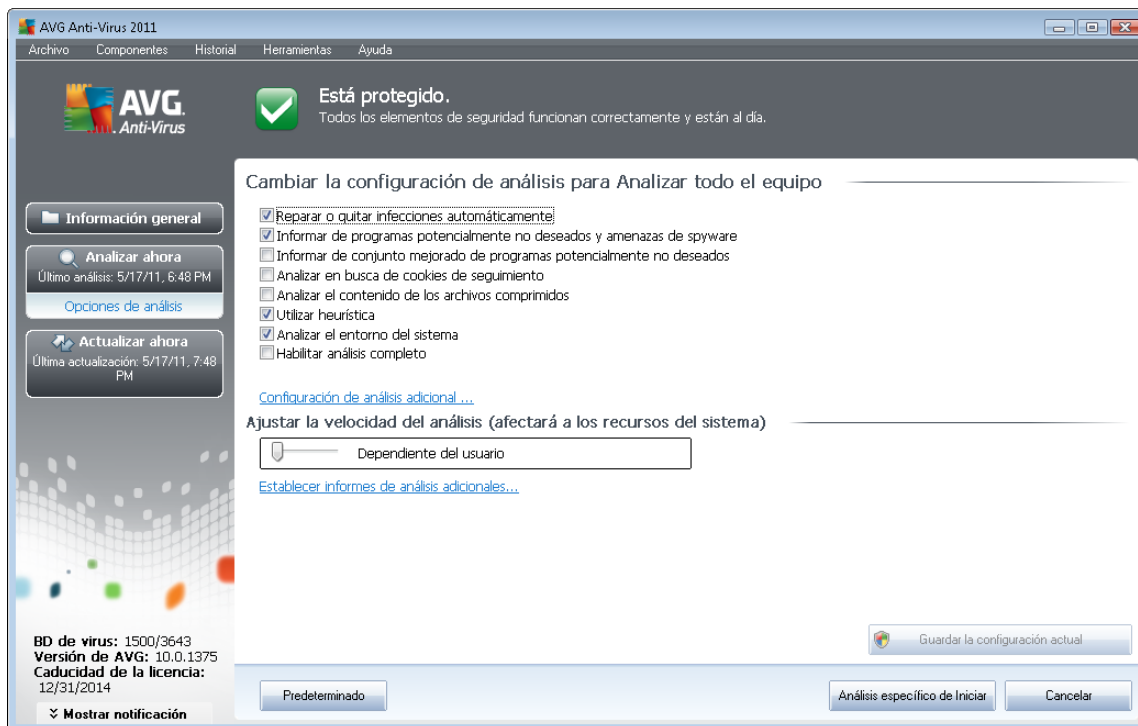 AVG Anti-Virus 2011
Archivo Componentes Historial Herramientas Ayuda
AVG.
Anti-Virus
Está protegido.
Todos los elementos de seguridad funcionan correctamente y están al día.
Información general
Analizar ahora
Último análisis: 5/17/11, 6:48 PM
Opciones de análisis
Actualizar ahora
Última actualización: 5/17/11, 7:48
PM
Cambiar la configuración de análisis para Analizar todo el equipo
Reparar o quitar infecciones automáticamente
Informar de programas potencialmente no deseados y amenazas de spyware
Informar de conjunto mejorado de programas potencialmente no deseados
Analizar en busca de cookies de seguimiento
Analizar el contenido de los archivos comprimidos
Utilizar heurística
Analizar el entorno del sistema
Habilitar análisis completo
Configuración de análisis adicional ...
Ajustar la velocidad del análisis (afectará a los recursos del sistema)
Dependiente del usuario
Establecer informes de análisis adicionales...
Guardar la configuración actual
BD de virus: 1500/3643
Versión de AVG: 10.0.1375
Caducidad de la licencia:
12/31/2014
Mostrar notificación
Predeterminado
Análisis específico de Iniciar
Cancelar